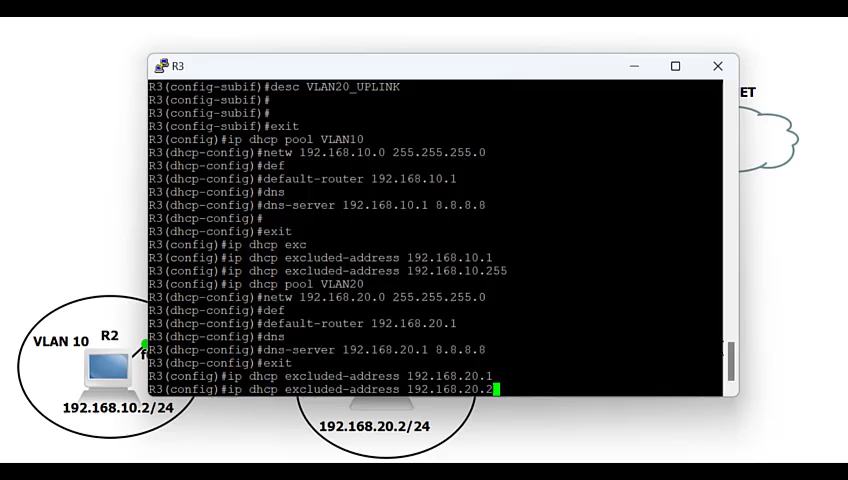 R3
R3(config-subif)#desc VLAN20_UPLINK
R3(config-subif)#
R3(config-subif)#
R3(config-subif)#exit
R3(config)#ip dhcp pool VLAN10
R3(dhcp-config)#netw 192.168.10.0 255.255.255.0
R3(dhcp-config)#def
R3(dhcp-config)#default-router 192.168.10.1
R3(dhcp-config)#dns
R3(dhcp-config)#dns-server 192.168.10.1 8.8.8.8
R3(dhcp-config)#
R3(dhcp-config)#exit
R3(config)#ip dhcp exc
R3(config)#ip dhcp excluded-address 192.168.10.1
R3(config)#ip dhcp excluded-address 192.168.10.255
R3(config)#ip dhcp pool VLAN20
R3(dhcp-config)#netw 192.168.20.0 255.255.255.0
R3(dhcp-config)#def
R3(dhcp-config)#default-router 192.168.20.1
R3(dhcp-config)#dns
R3(dhcp-config)#dns-server 192.168.20.1 8.8.8.8
R3(dhcp-config)#exit
R3(config)#ip dhcp excluded-address 192.168.20.1
R3(config)#ip dhcp excluded-address 192.168.20.2
ET
VLAN 10
R2
f
192.168.10.2/24
192.168.20.2/24